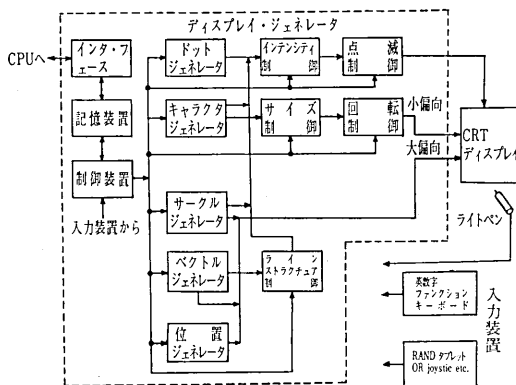 ディスプレイ・ジェネレータ
CPUへ
インタ・フ
ェース
記憶装置
制御装置
入力装置から
ドット
ジェネレータ
インテンシティ
制 御
点 滅
制 御
キャラクタ
ジェネレータ
サ イ ズ
制 御
回 転
制 御
小偏向
大偏向
CRT
ディスプレイ
サークル
ジェネレータ
ライトペン
ベクトル
ジェネレータ
ラ イ ン
ストラクチュア
制 御
位 置
ジェネレータ
英数字
ファンクション
キーボード
入力装置
RAND タブレット
OR joystic etc.